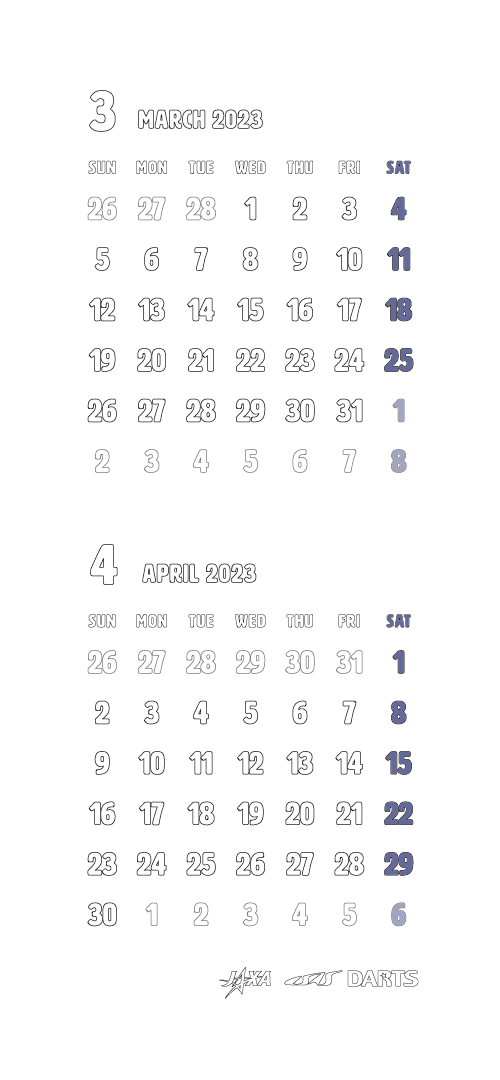 3 MARCH 2023
SUN MON TUE WED THU FRI SAT
26 27 28 1 2 3 4
5 6 7 8 9 10 11
12 13 14 15 16 17 18
19 20 21 22 23 24 25
26 27 28 29 30 31 1
2 3 4 5 6 7 8
4 APRIL 2023
SUN MON TUE WED THU FRI SAT
26 27 28 29 30 31 1
2 3 4 5 6 7 8
9 10 11 12 13 14 15
16 17 18 19 20 21 22
23 24 25 26 27 28 29
30 1 2 3 4 5 6
JAXA ISAS DARTS